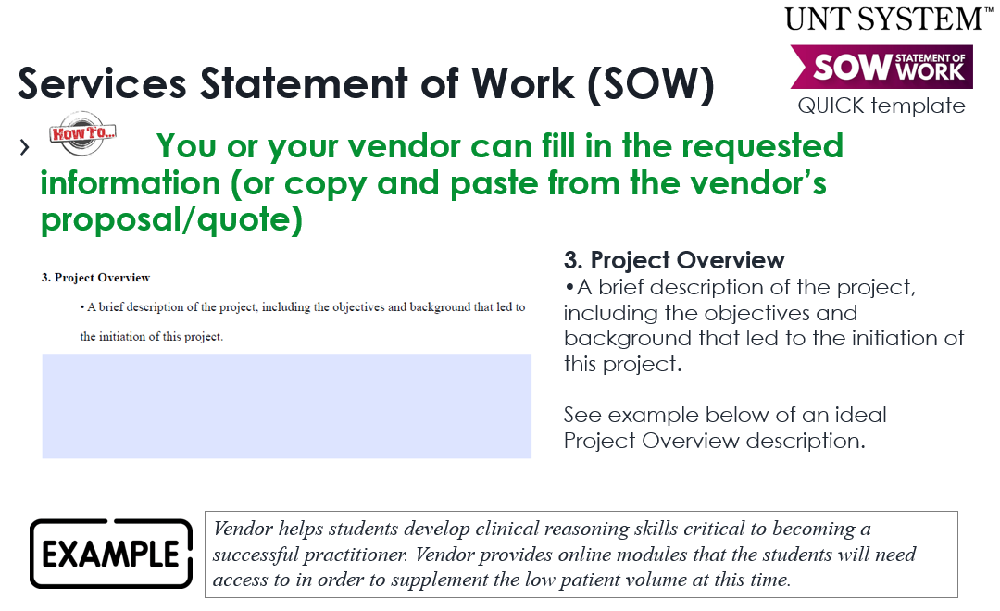 UNT SYSTEM™
SOW STATEMENT OF WORK
QUICK template
Services Statement of Work (SOW)
HOW TO...
› You or your vendor can fill in the requested
information (or copy and paste from the vendor’s
proposal/quote)
3. Project Overview
• A brief description of the project, including the objectives and background that led to
the initiation of this project.
3. Project Overview
•A brief description of the project,
including the objectives and
background that led to the initiation of
this project.
See example below of an ideal
Project Overview description.
EXAMPLE
Vendor helps students develop clinical reasoning skills critical to becoming a
successful practitioner. Vendor provides online modules that the students will need
access to in order to supplement the low patient volume at this time.